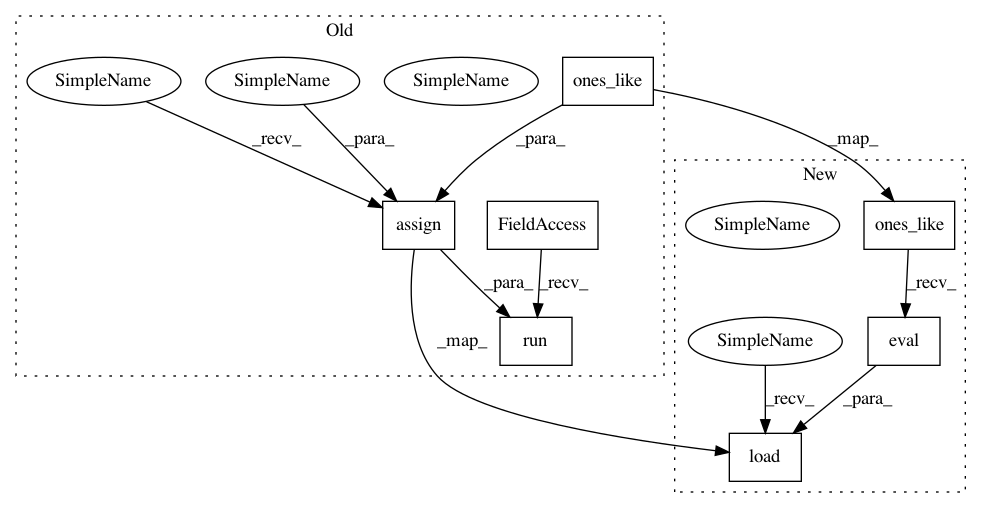 Old
SimpleName
SimpleName
SimpleName
ones_like
_recv_
_para_
_para_
_map_
New
assign
FieldAccess
SimpleName
ones_like
_para_
_recv_
_recv_
run
SimpleName
eval
_map_
_recv_
_para_
load